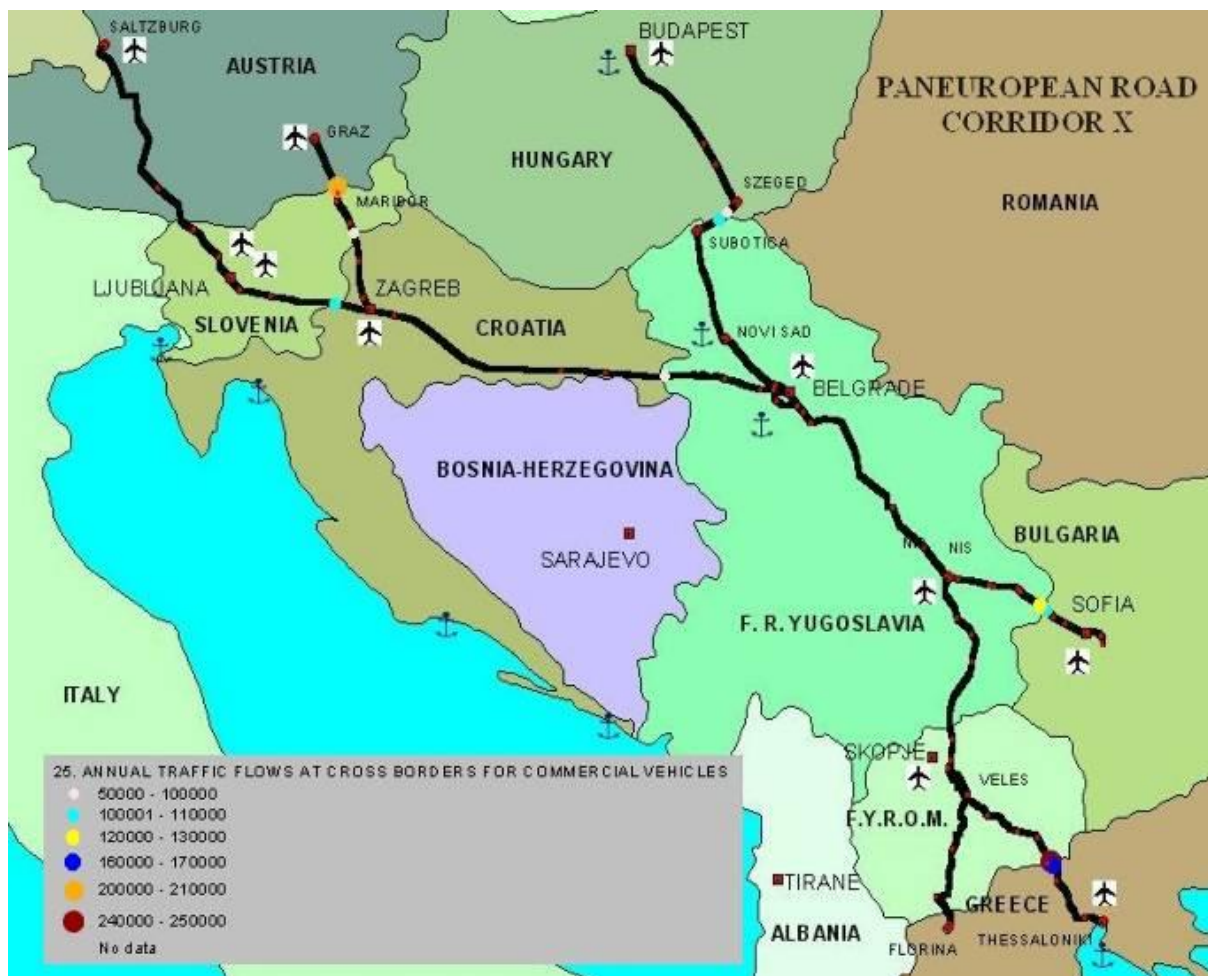 SALTZBURG
BUDAPEST
AUSTRIA
PANEUROPEAN ROAD
CORRIDOR X
GRAZ
HUNGARY
SZEGED
MARIBOR
ROMANIA
SUBOTICA
LJUBLJANA
ZAGREB
SLOVENIA
CROATIA
NOVI SAD
BELGRADE
BOSNIA-HERZEGOVINA
BULGARIA
NIS
SARAJEVO
SOFIA
F. R. YUGOSLAVIA
ITALY
SKOPJE
VELES
F.Y.R.O.M.
TIRANE
GREECE
ALBANIA
FLORINA
THESSALONIKI
25. ANNUAL TRAFFIC FLOWS AT CROSS BORDERS FOR COMMERCIAL VEHICLES
50000 - 100000
100001 - 110000
120000 - 130000
160000 - 170000
200000 - 210000
240000 - 250000
No data